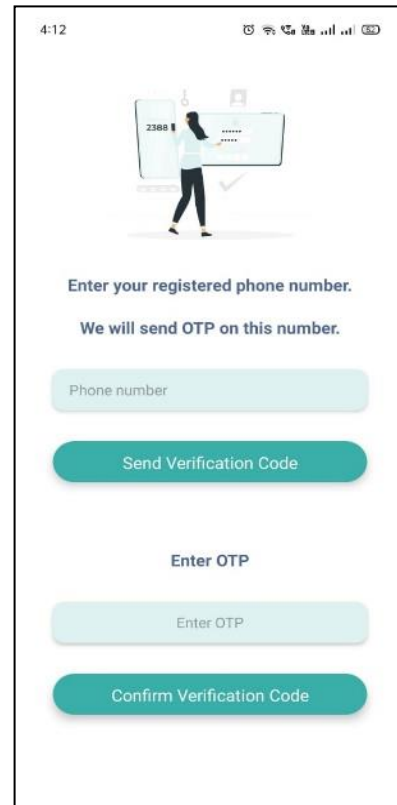 4:12
52
2388
Enter your registered phone number.
We will send OTP on this number.
Phone number
Send Verification Code
Enter OTP
Enter OTP
Confirm Verification Code